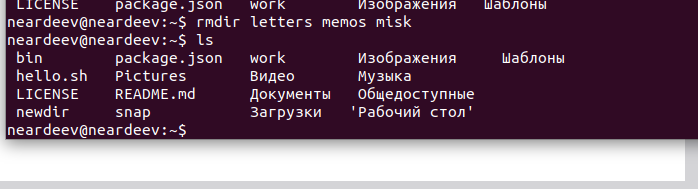 LICENSE package.json work Изображения Шаблоны
neardeev@neardeev:~$ rmdir letters memos misk
neardeev@neardeev:~$ ls
bin package.json work Изображения Шаблоны
hello.sh Pictures Видео Музыка
LICENSE README.md Документы Общедоступные
newdir snap Загрузки 'Рабочий стол'
neardeev@neardeev:~$